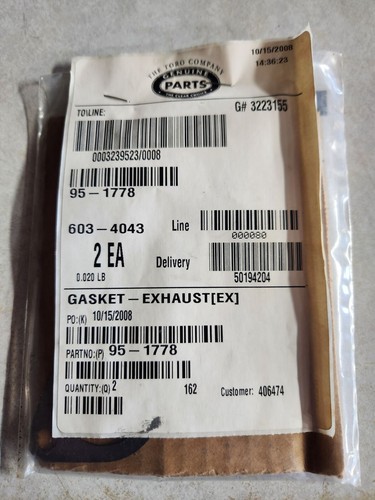 10/15/2008
14:36:23
THE TORO COMPANY
GENUINE
PARTS
TO\LINE:
G# 3223155
0003239523/0008
95-1778
603-4043
Line
000080
2 EA
Delivery
0.020 LB
50194204
GASKET-EXHAUST[EX]
PD:(K) 10/15/2008
PARTNO:(P) 95-1778
QUANTITY:(Q) 2
162
Customer: 406474